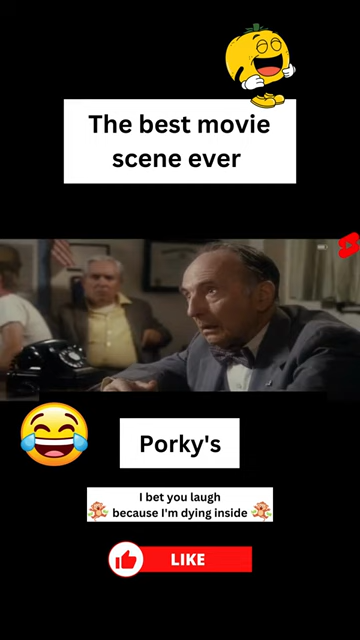 The best movie
scene ever
Porky's
I bet you laugh
because I'm dying inside
LIKE